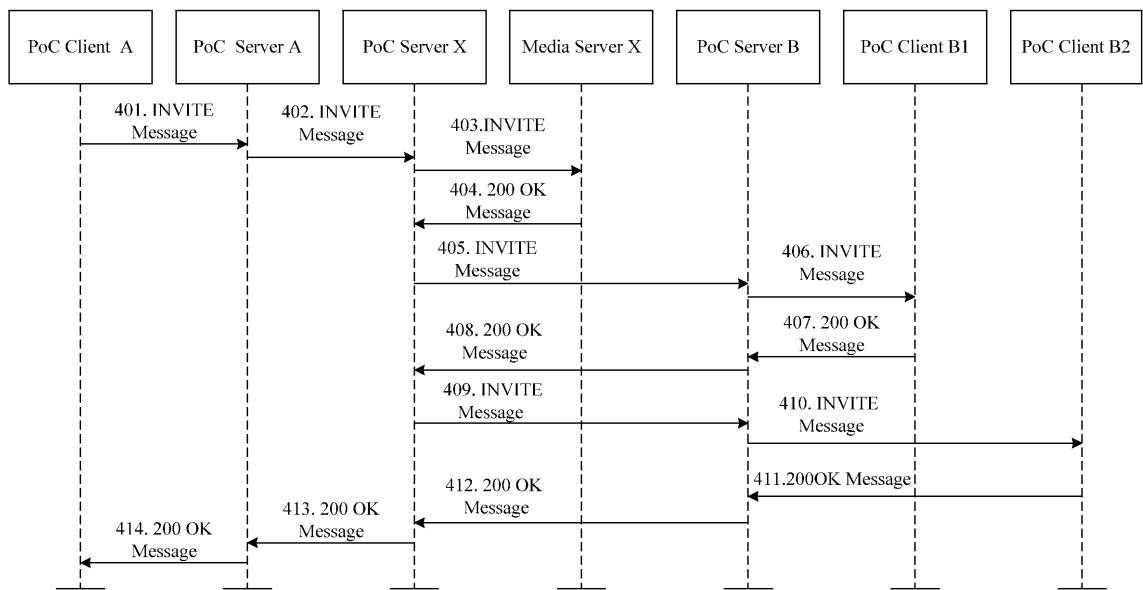 PoC Client A
PoC Server A
PoC Server X
Media Server X
PoC Server B
PoC Client B1
PoC Client B2
401. INVITE
Message
402. INVITE
Message
403.INVITE
Message
404. 200 OK
Message
405. INVITE
Message
406. INVITE
Message
407. 200 OK
Message
408. 200 OK
Message
409. INVITE
Message
410. INVITE
Message
411.200OK Message
412. 200 OK
Message
413. 200 OK
Message
414. 200 OK
Message